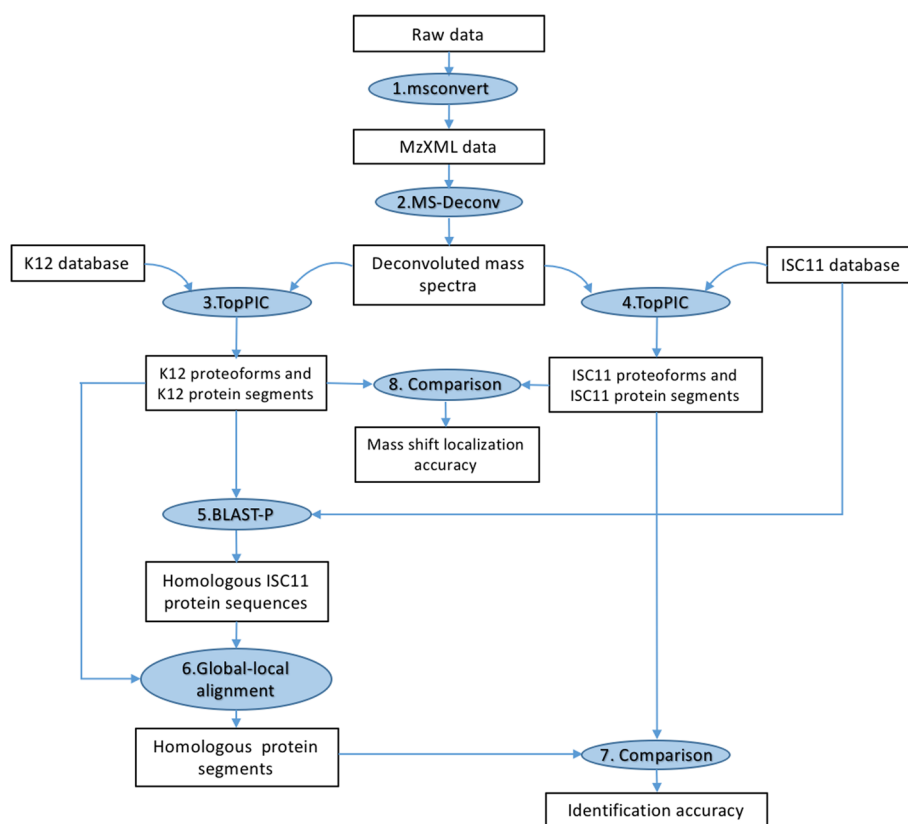 Raw data
1.msconvert
MzXML data
2.MS-Deconv
K12 database
Deconvoluted mass
spectra
ISC11 database
3.TopPIC
4.TopPIC
K12 proteoforms and
K12 protein segments
8. Comparison
ISC11 proteoforms and
ISC11 protein segments
Mass shift localization
accuracy
5.BLAST-P
Homologous ISC11
protein sequences
6.Global-local
alignment
Homologous protein
segments
7. Comparison
Identification accuracy